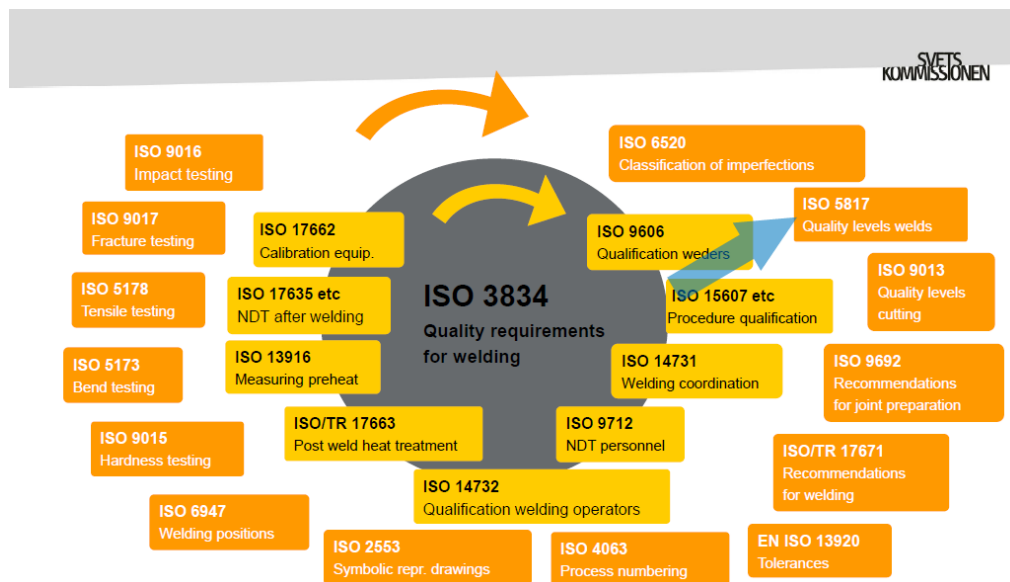 SVETS
KOMMISSIONEN
ISO 9016
Impact testing
ISO 6520
Classification of imperfections
ISO 9017
Fracture testing
ISO 17662
Calibration equip.
ISO 9606
Qualification weders
ISO 5817
Quality levels welds
ISO 5178
Tensile testing
ISO 17635 etc
NDT after welding
ISO 3834
Quality requirements
for welding
ISO 15607 etc
Procedure qualification
ISO 9013
Quality levels
cutting
ISO 5173
Bend testing
ISO 13916
Measuring preheat
ISO 14731
Welding coordination
ISO 9692
Recommendations
for joint preparation
ISO 9015
Hardness testing
ISO/TR 17663
Post weld heat treatment
ISO 9712
NDT personnel
ISO/TR 17671
Recommendations
for welding
ISO 6947
Welding positions
ISO 14732
Qualification welding operators
ISO 2553
Symbolic repr. drawings
ISO 4063
Process numbering
EN ISO 13920
Tolerances